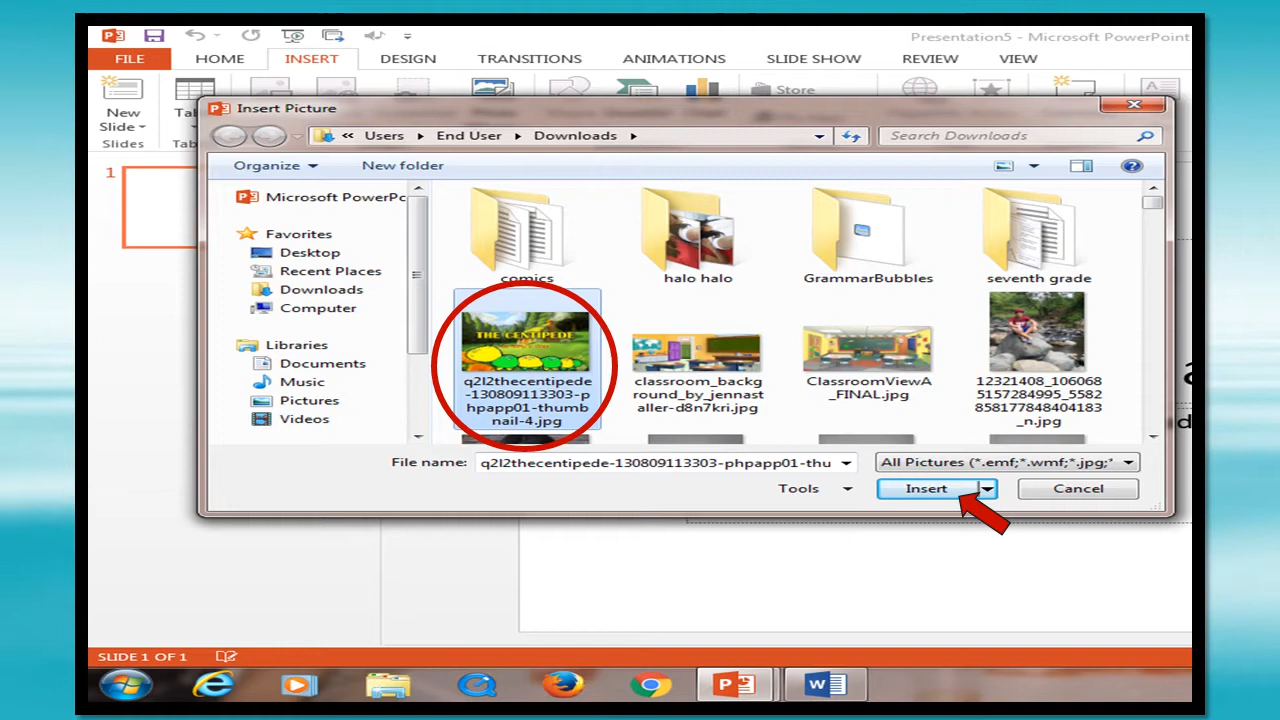 Presentation5 - Microsoft PowerPoint
FILE HOME INSERT DESIGN TRANSITIONS ANIMATIONS SLIDE SHOW REVIEW VIEW
New
Slide
Slides
Store
Insert Picture
« Users End User Downloads
Search Downloads
Organize New folder
Microsoft PowerPc
Favorites
Desktop
Recent Places
Downloads
Computer
Libraries
Documents
Music
Pictures
Videos
comics
halo halo
GrammarBubbles
seventh grade
THE CENTIPEDE
q2l2thecentipede
-130809113303-p
hpapp01-thumb
nail-4.jpg
classroom_backg
round_by_jennast
aller-d8n7kri.jpg
ClassroomViewA
_FINAL.jpg
12321408_106068
5157284995_5582
858177848404183
_n.jpg
File name: q2l2thecentipede-130809113303-phpapp01-thu
All Pictures (*.emf;*.wmf;*.jpg;*
Tools Insert Cancel
1
SLIDE 1 OF 1